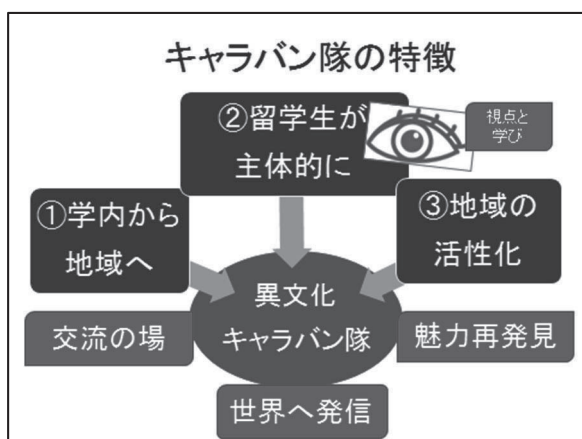 キャラバン隊の特徴
②留学生が
主体的に
視点と
学び
①学内から
地域へ
③地域の
活性化
異文化
キャラバン隊
交流の場
魅力再発見
世界へ発信